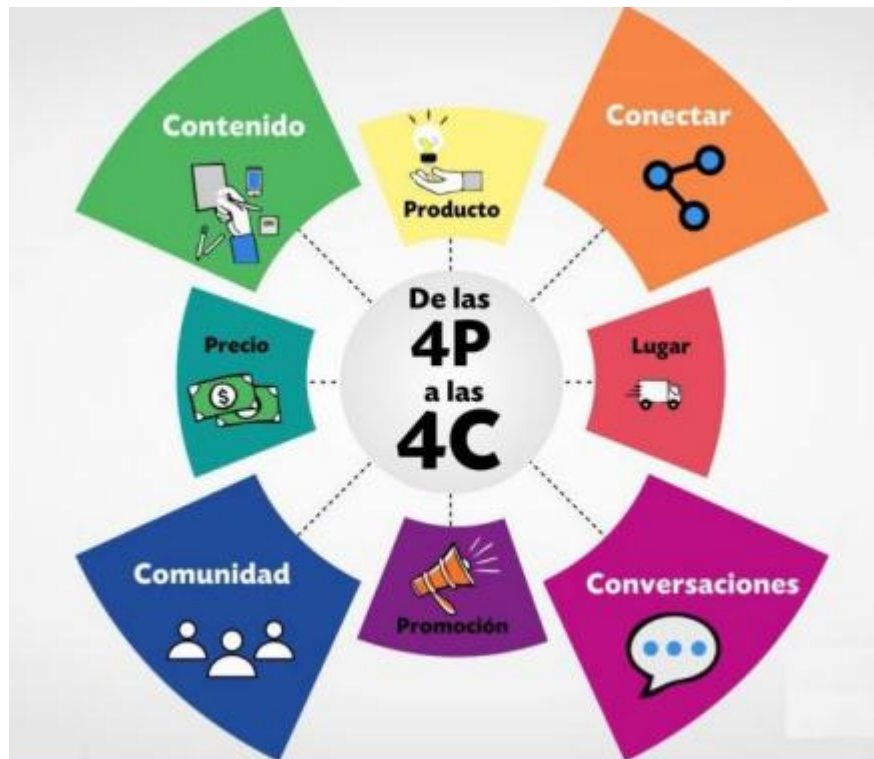 Contenido
Producto
Conectar
Precio
$
De las
4P
a las
4C
Lugar
Comunidad
Promoción
Conversaciones